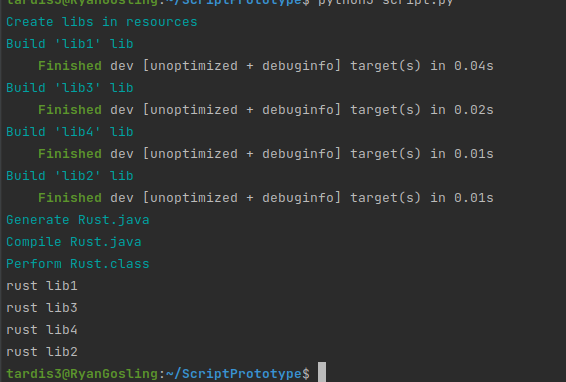 tardis3@RyanGosling:~/ScriptPrototype$ python3 script.py
Create libs in resources
Build 'lib1' lib
    Finished dev [unoptimized + debuginfo] target(s) in 0.04s
Build 'lib3' lib
    Finished dev [unoptimized + debuginfo] target(s) in 0.02s
Build 'lib4' lib
    Finished dev [unoptimized + debuginfo] target(s) in 0.01s
Build 'lib2' lib
    Finished dev [unoptimized + debuginfo] target(s) in 0.01s
Generate Rust.java
Compile Rust.java
Perform Rust.class
rust lib1
rust lib3
rust lib4
rust lib2
tardis3@RyanGosling:~/ScriptPrototype$